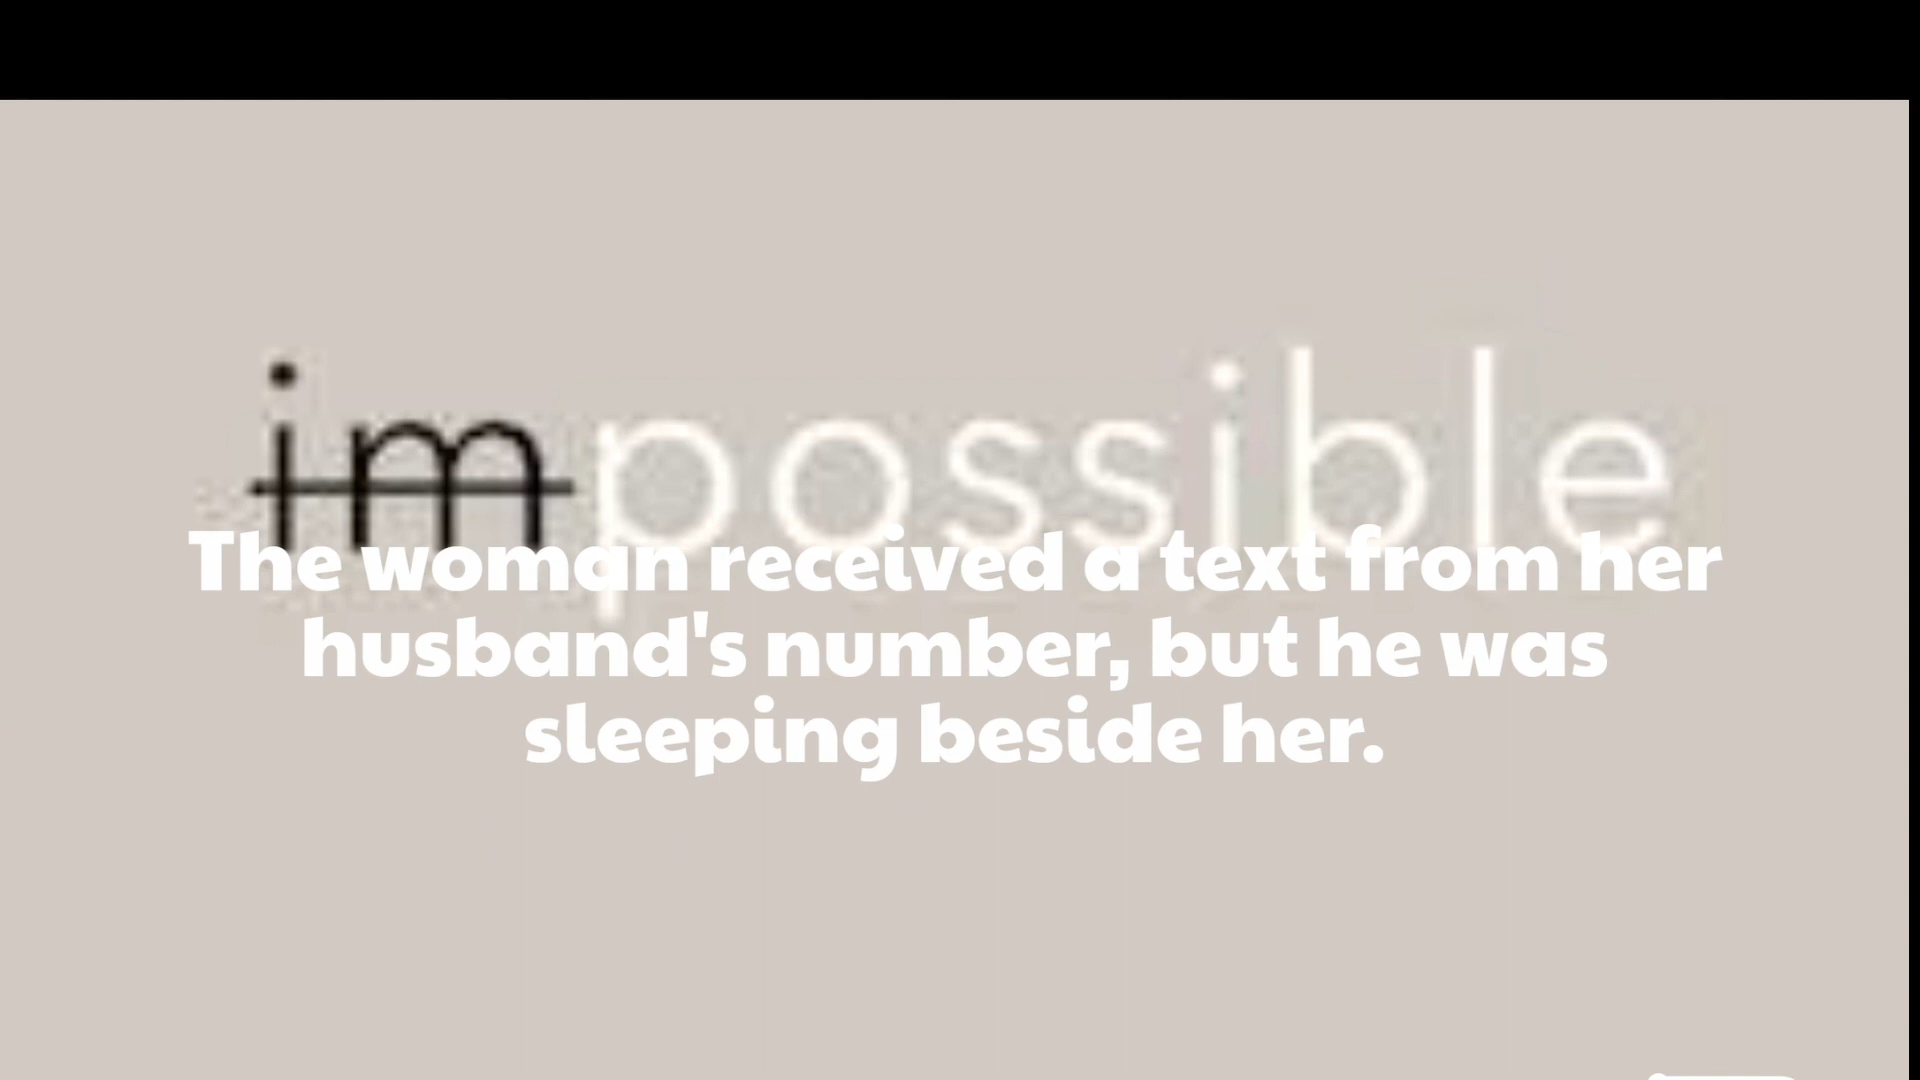 impossible
The woman received a text from her
husband's number, but he was
sleeping beside her.